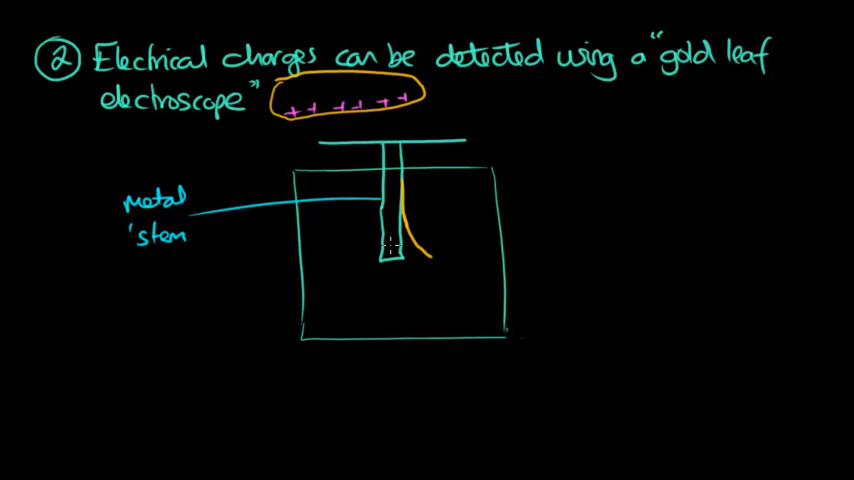 ② Electrical charges can be detected using a "gold leaf
electroscope"
++ ++ ++
metal
'stem